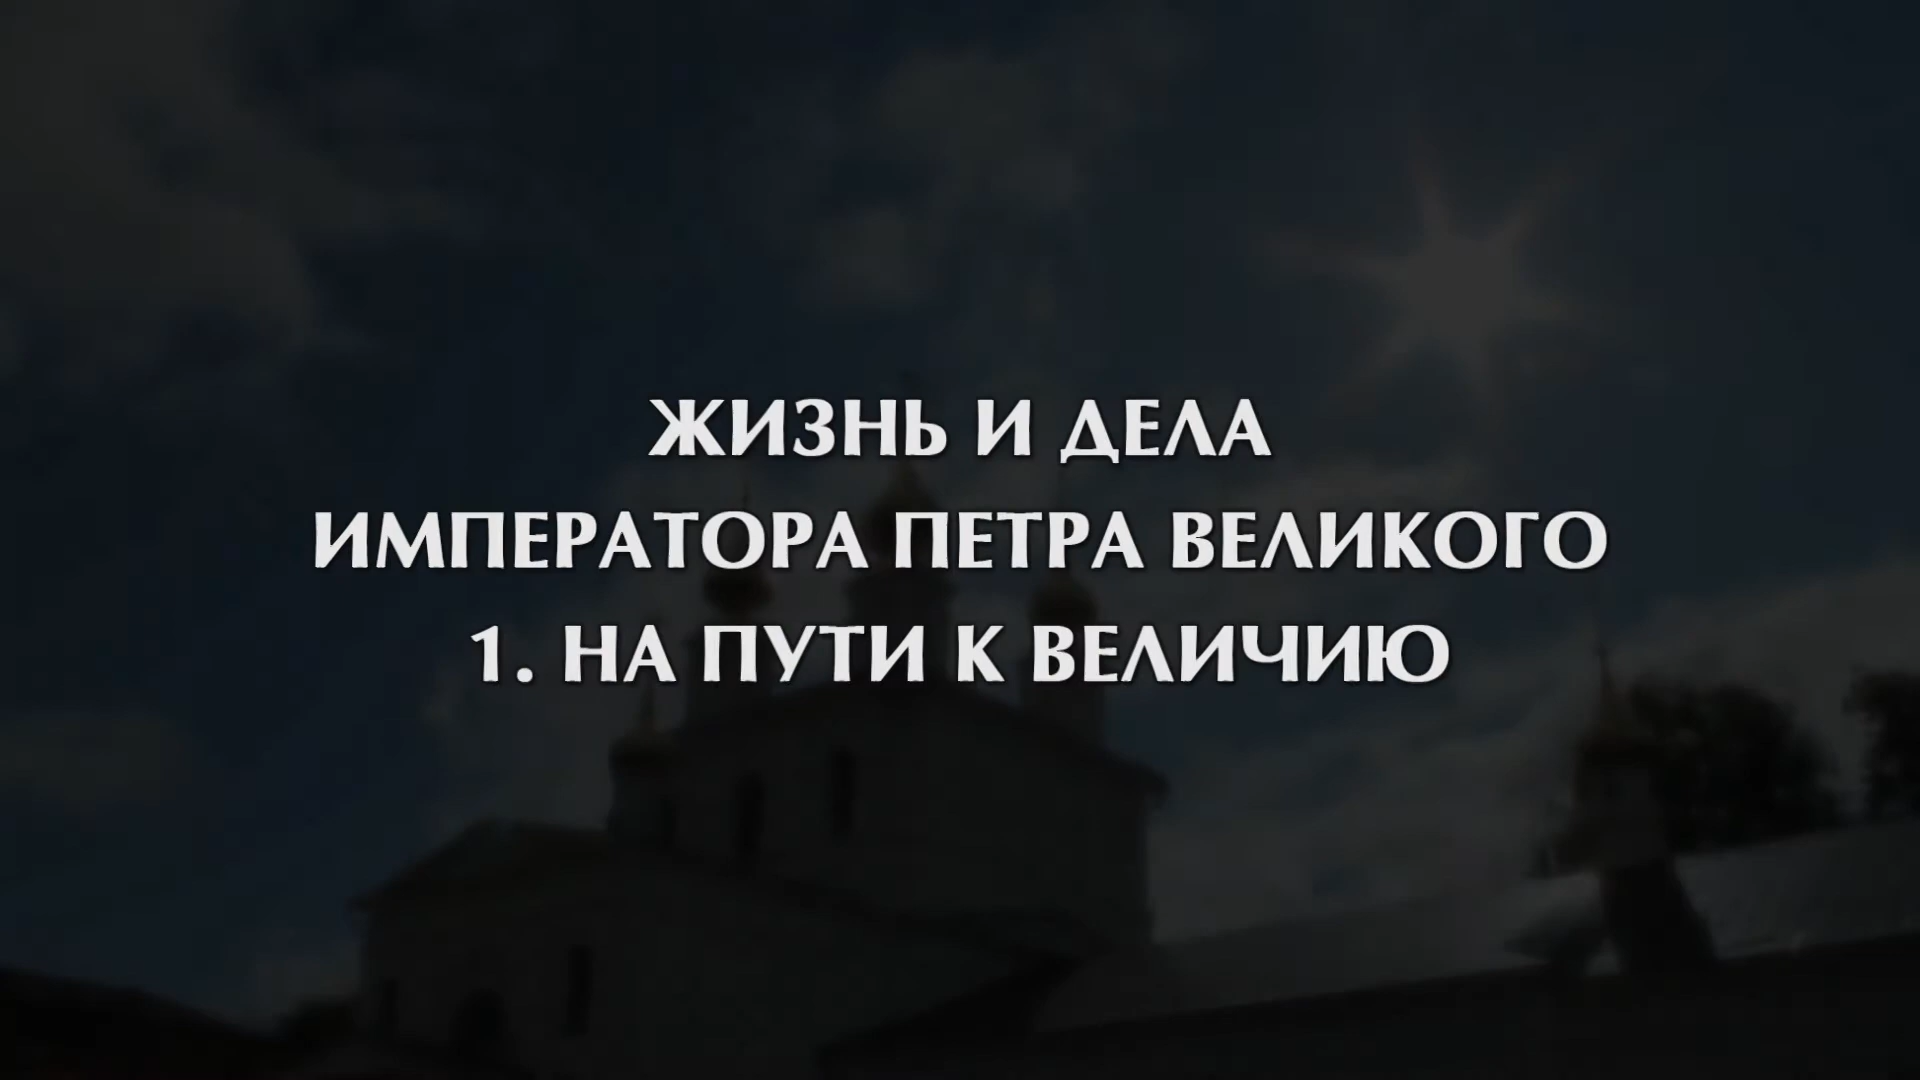 ЖИЗНЬ И ДЕЛА
ИМПЕРАТОРА ПЕТРА ВЕЛИКОГО
1. НА ПУТИ К ВЕЛИЧИЮ